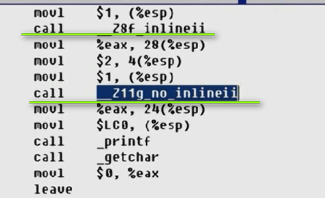 movl $1, (%esp)
call __Z8f_inlineii
movl %eax, 28(%esp)
movl $2, 4(%esp)
movl $1, (%esp)
call __Z11g_no_inlineii
movl %eax, 24(%esp)
movl $LC0, (%esp)
call _printf
call _getchar
movl $0, %eax
leave